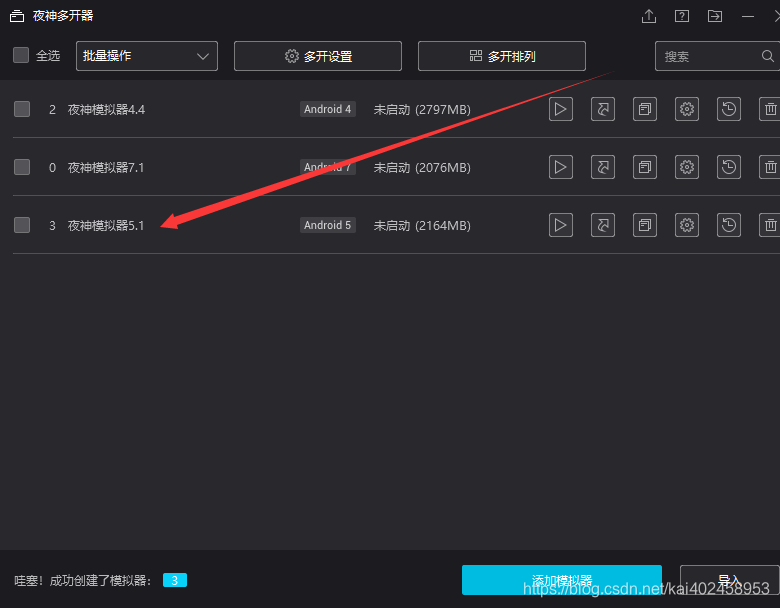 夜神多开器
全选 批量操作 多开设置 多开排列 搜索
2 夜神模拟器4.4 Android 4 未启动 (2797MB)
0 夜神模拟器7.1 Android 7 未启动 (2076MB)
3 夜神模拟器5.1 Android 5 未启动 (2164MB)
哇塞！成功创建了模拟器： 3 添加模拟器 导入
https://blog.csdn.net/kai402458953